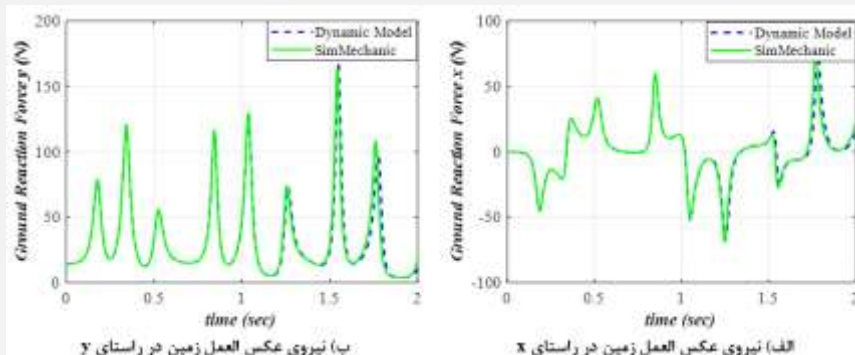 200
150
100
50
0
0
0.5
1
1.5
2
Ground Reaction Force y (N)
time (sec)
Dynamic Model
SimMechanic
ب) نیروی عکس العمل زمین در راستای y
100
50
0
-50
-100
0
0.5
1
1.5
2
Ground Reaction Force x (N)
time (sec)
Dynamic Model
SimMechanic
الف) نیروی عکس العمل زمین در راستای x